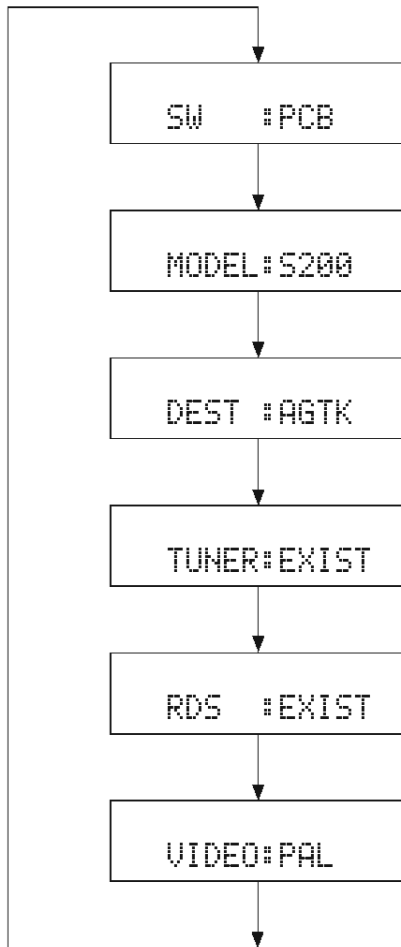 SW   :PCB
MODEL:S200
DEST :AGTK
TUNER:EXIST
RDS  :EXIST
VIDEO:PAL